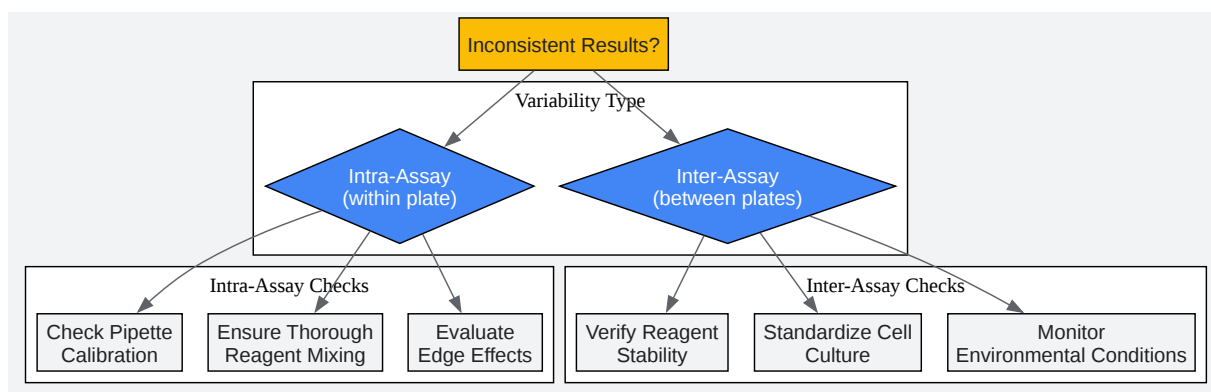 Inconsistent Results?
Variability Type
Intra-Assay
(within plate)
Inter-Assay
(between plates)
Intra-Assay Checks
Check Pipette
Calibration
Ensure Thorough
Reagent Mixing
Evaluate
Edge Effects
Inter-Assay Checks
Verify Reagent
Stability
Standardize Cell
Culture
Monitor
Environmental Conditions